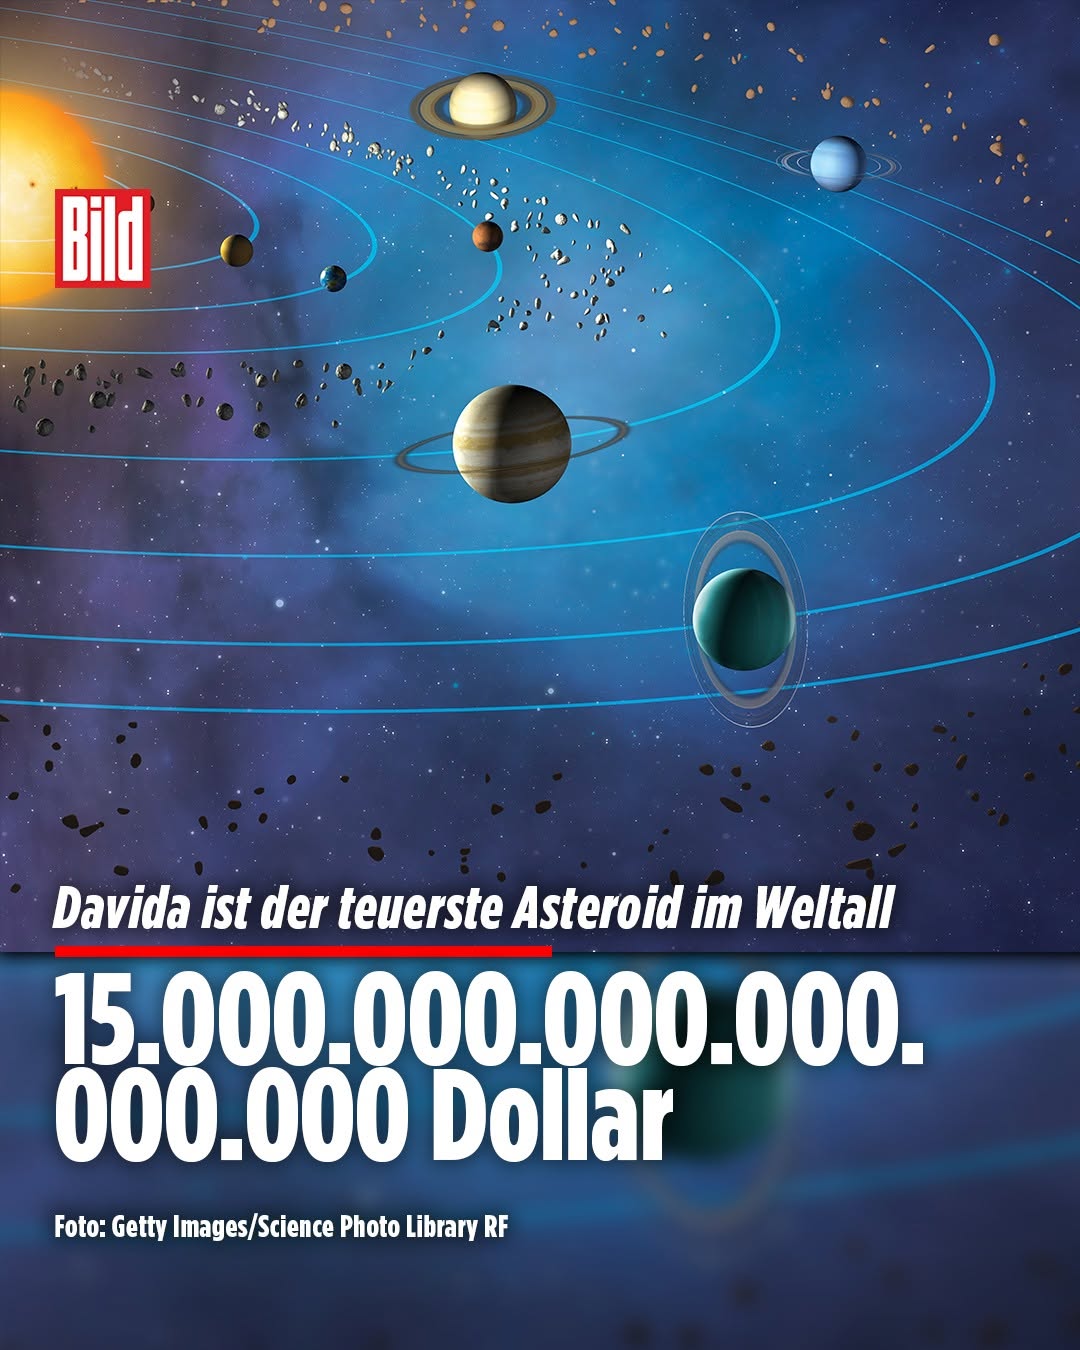 Bild
Davida ist der teuerste Asteroid im Weltall
15.000.000.000.000.
000.000 Dollar
Foto: Getty Images/Science Photo Library RF